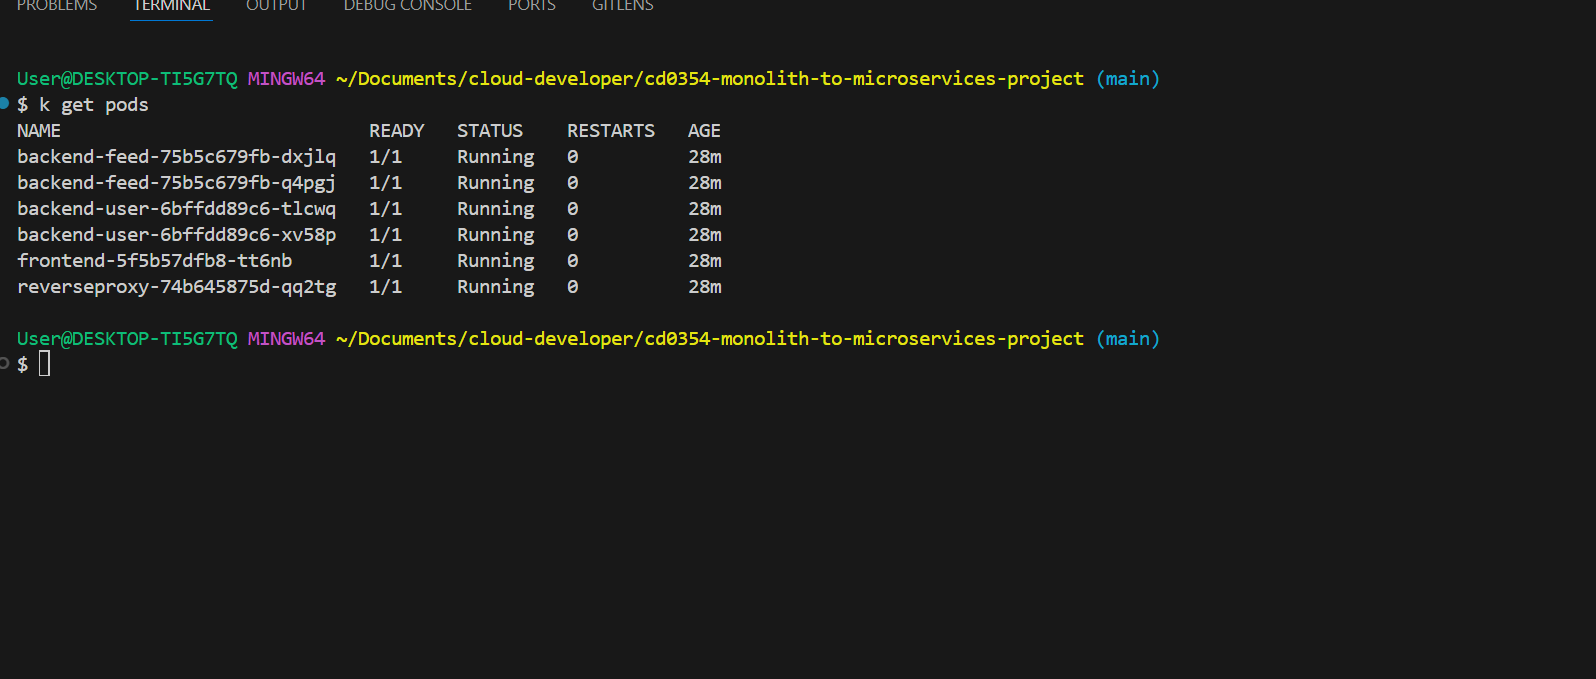 PROBLEMS TERMINAL OUTPUT DEBUG CONSOLE PORTS GITLENS
User@DESKTOP-TI5G7TQ MINGW64 ~/Documents/cloud-developer/cd0354-monolith-to-microservices-project (main)
$ k get pods
NAME READY STATUS RESTARTS AGE
backend-feed-75b5c679fb-dxjlq 1/1 Running 0 28m
backend-feed-75b5c679fb-q4pgj 1/1 Running 0 28m
backend-user-6bffdd89c6-tlcwq 1/1 Running 0 28m
backend-user-6bffdd89c6-xv58p 1/1 Running 0 28m
frontend-5f5b57dfb8-tt6nb 1/1 Running 0 28m
reverseproxy-74b645875d-qq2tg 1/1 Running 0 28m
User@DESKTOP-TI5G7TQ MINGW64 ~/Documents/cloud-developer/cd0354-monolith-to-microservices-project (main)
$